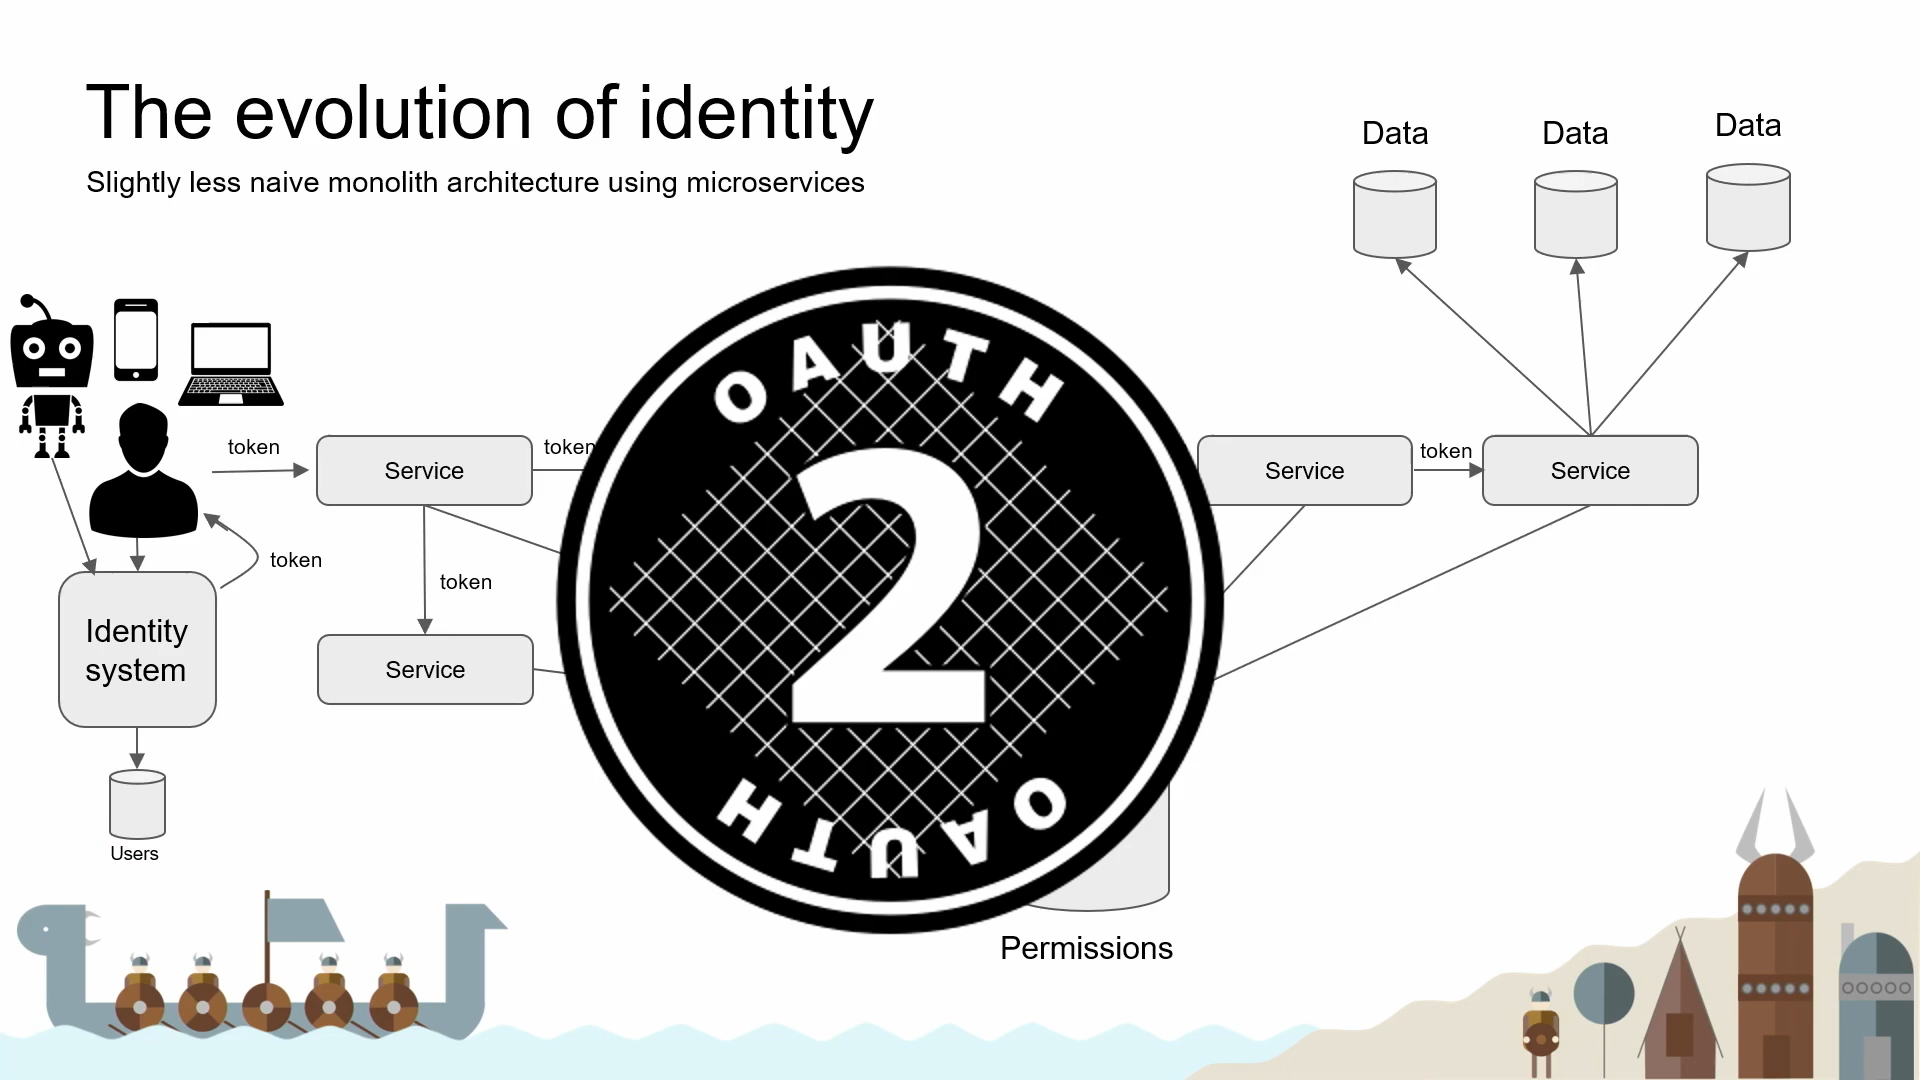 The evolution of identity
Slightly less naive monolith architecture using microservices
Data
Data
Data
OAUTH
2
OAUTH
token
Service
token
Service
token
Service
token
token
Identity
system
Service
Users
Permissions